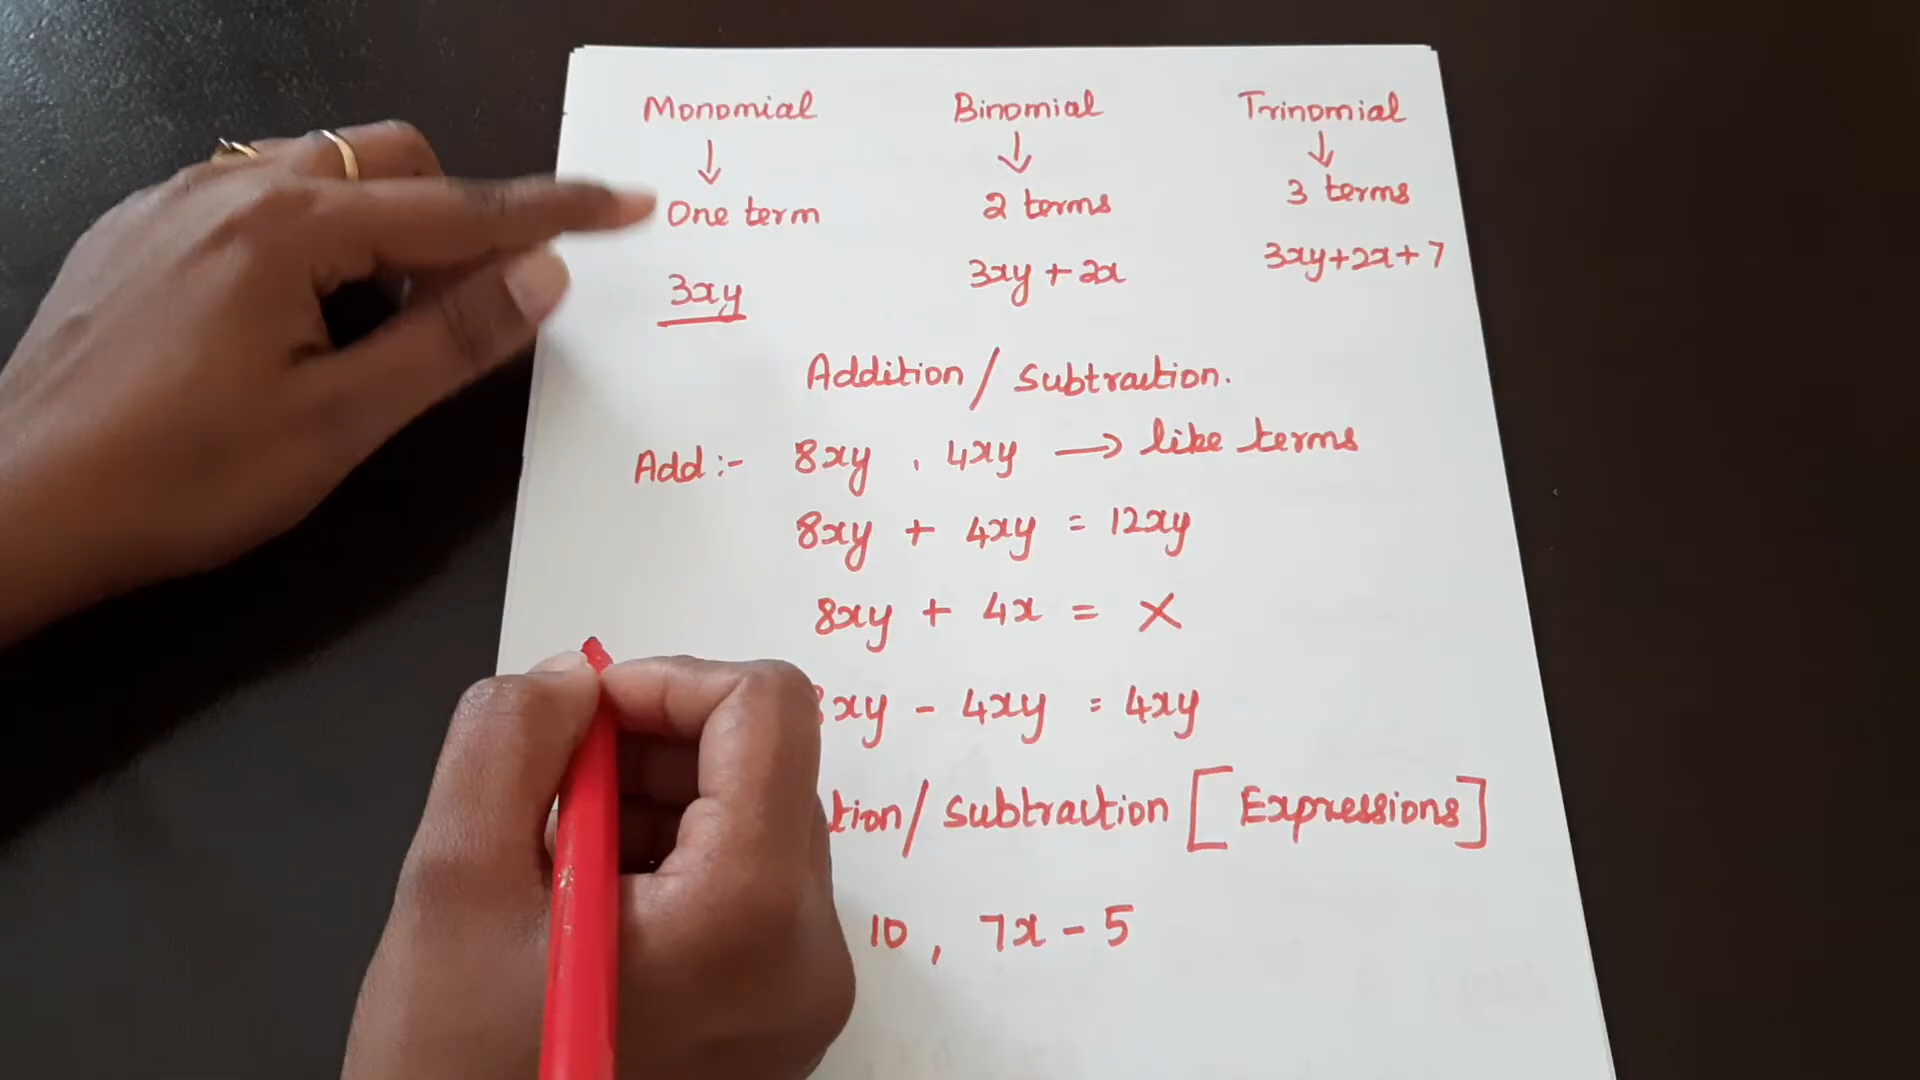 Monomial Binomial Trinomial
↓ ↓ ↓
One term 2 terms 3 terms
3xy 3xy + 2x 3xy+2x+7
Addition / Subtraction.
Add :- 8xy , 4xy → like terms
8xy + 4xy = 12xy
8xy + 4x = X
xy - 4xy = 4xy
tion / Subtraction [Expressions]
10 , 7x - 5